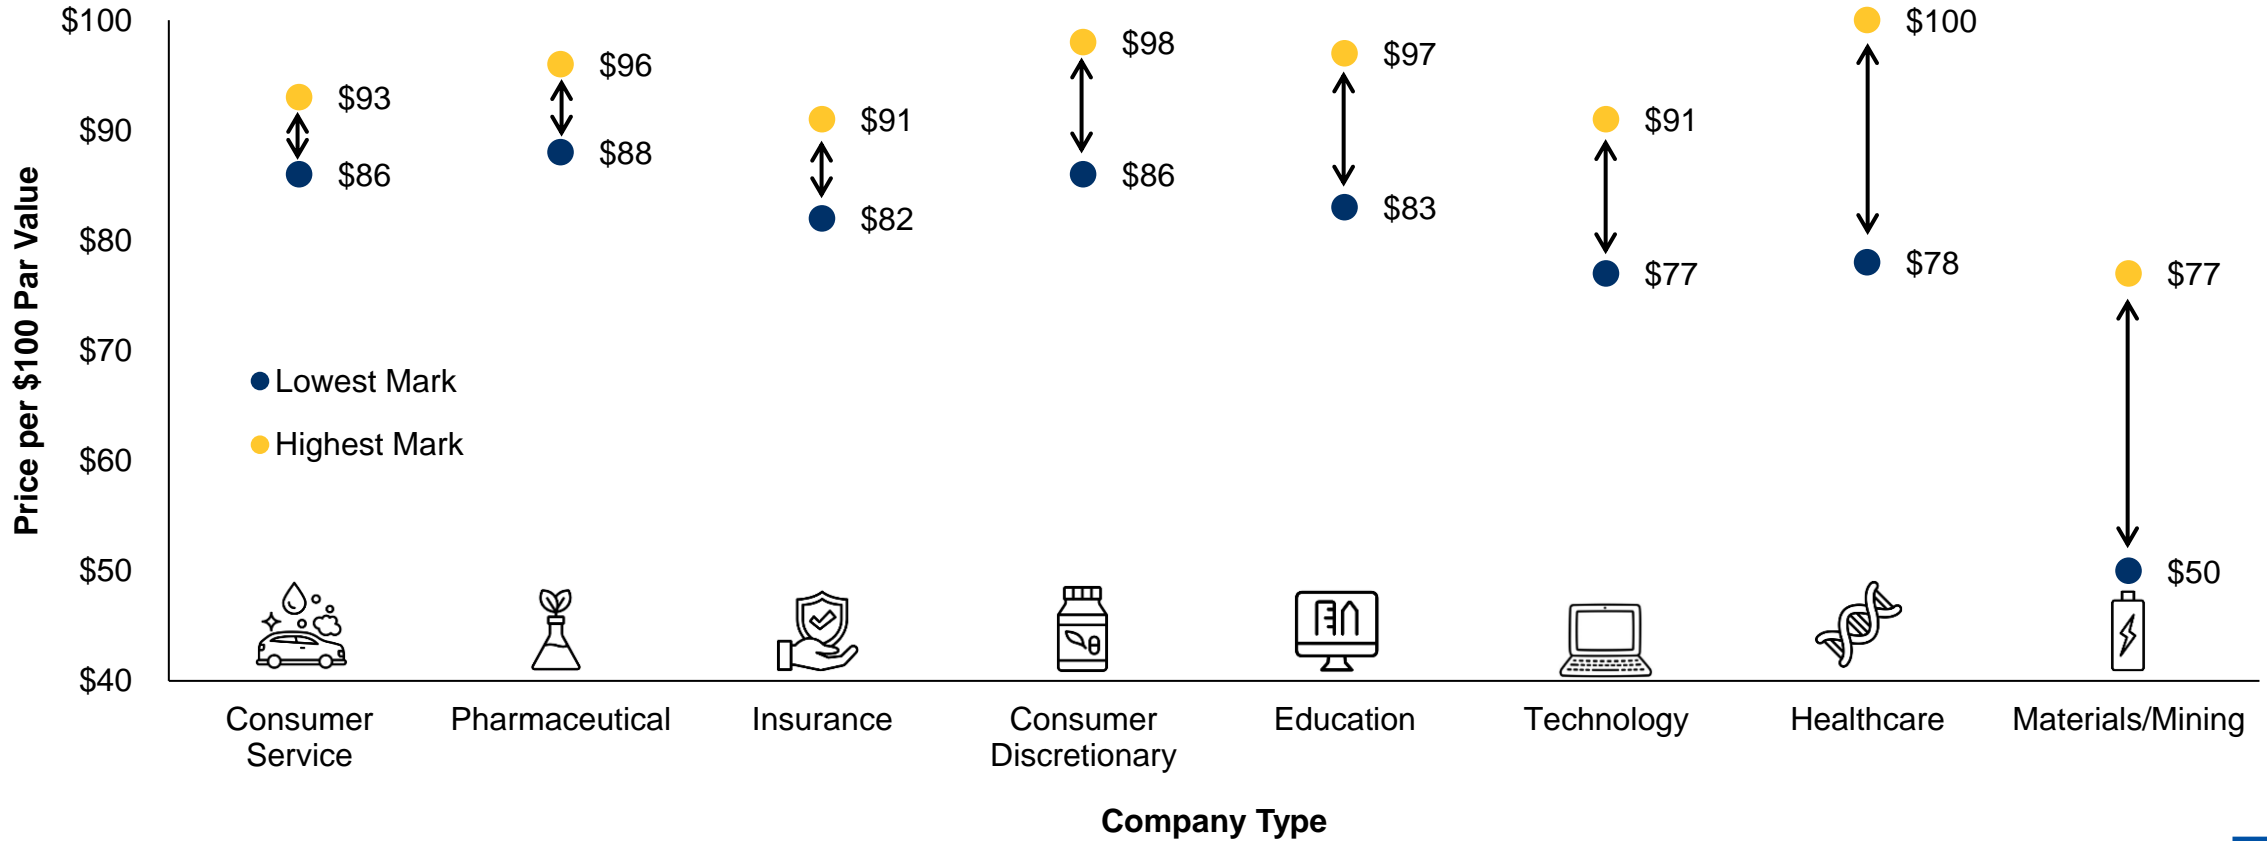 $100
$90
$80
$70
$60
$50
$40
Price per $100 Par Value
$93
$86
$96
$88
$91
$82
$98
$86
$97
$83
$91
$77
$100
$78
$77
$50
Lowest Mark
Highest Mark
Consumer
Service
Pharmaceutical
Insurance
Consumer
Discretionary
Education
Technology
Healthcare
Materials/Mining
Company Type